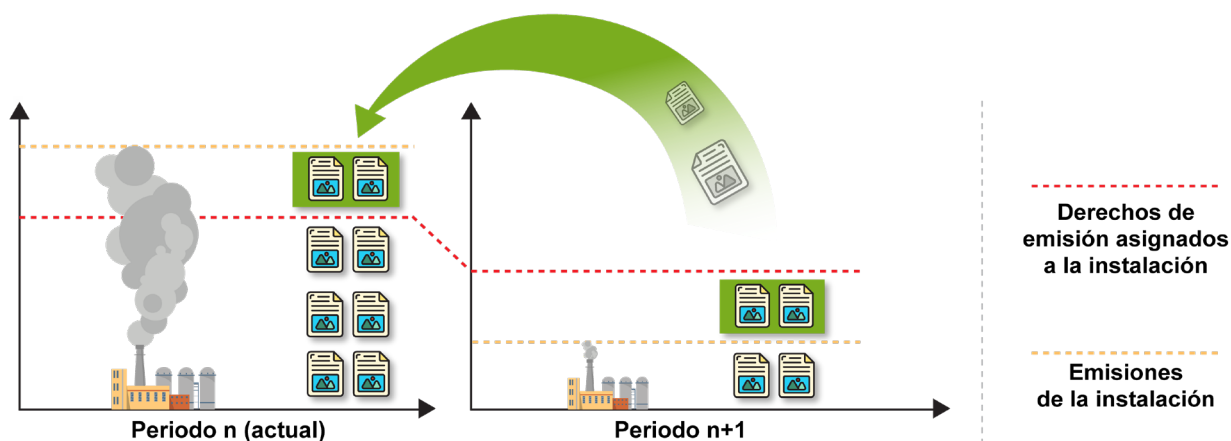 Periodo n (actual)
Periodo n+1
Derechos de
emisión asignados
a la instalación
Emisiones
de la instalación